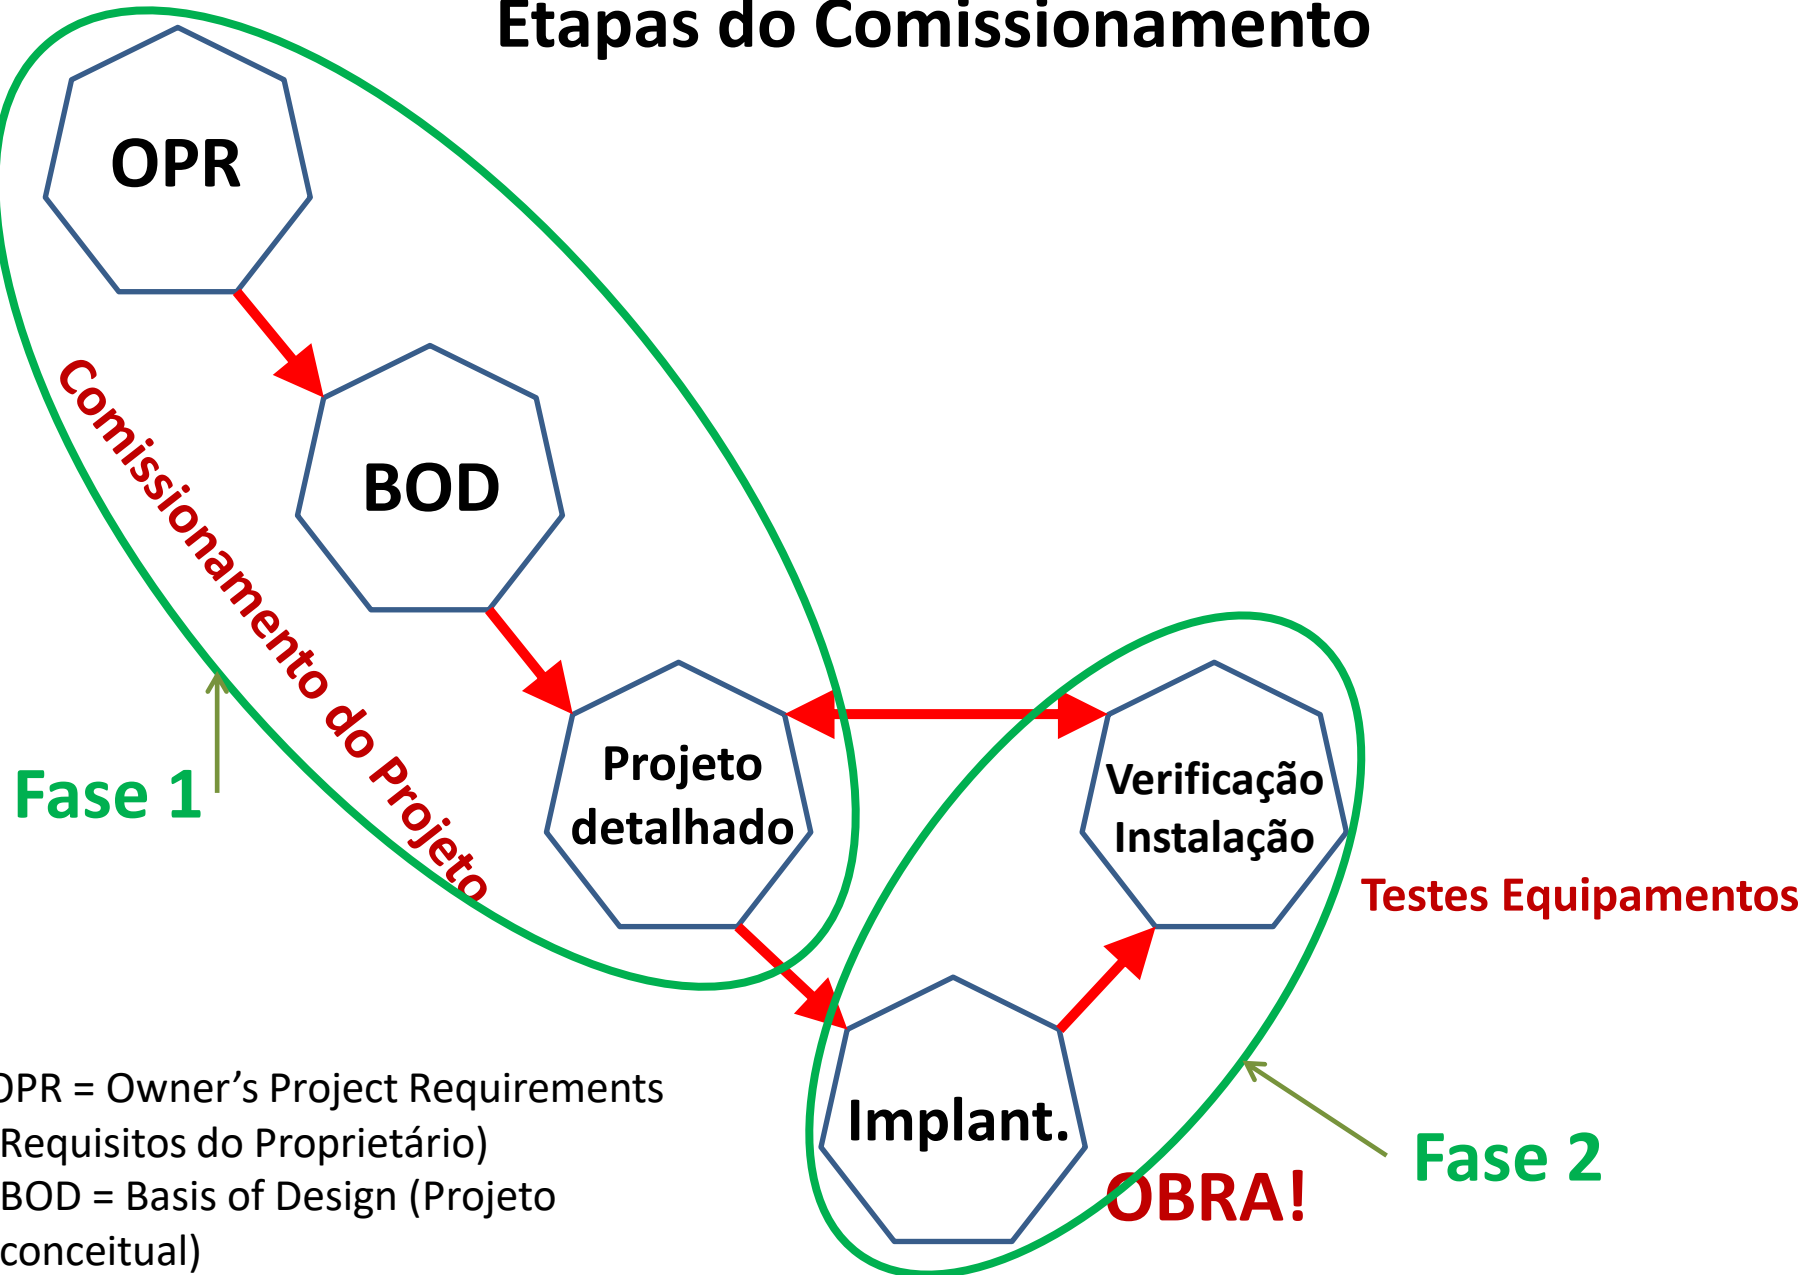 Etapas do Comissionamento
OPR
BOD
Comissionamento do Projeto
Projeto
detalhado
Verificação
Instalação
Fase 1
Testes Equipamentos
Implant.
OBRA!
Fase 2
OPR = Owner’s Project Requirements
Requisitos do Proprietário)
BOD = Basis of Design (Projeto
conceitual)